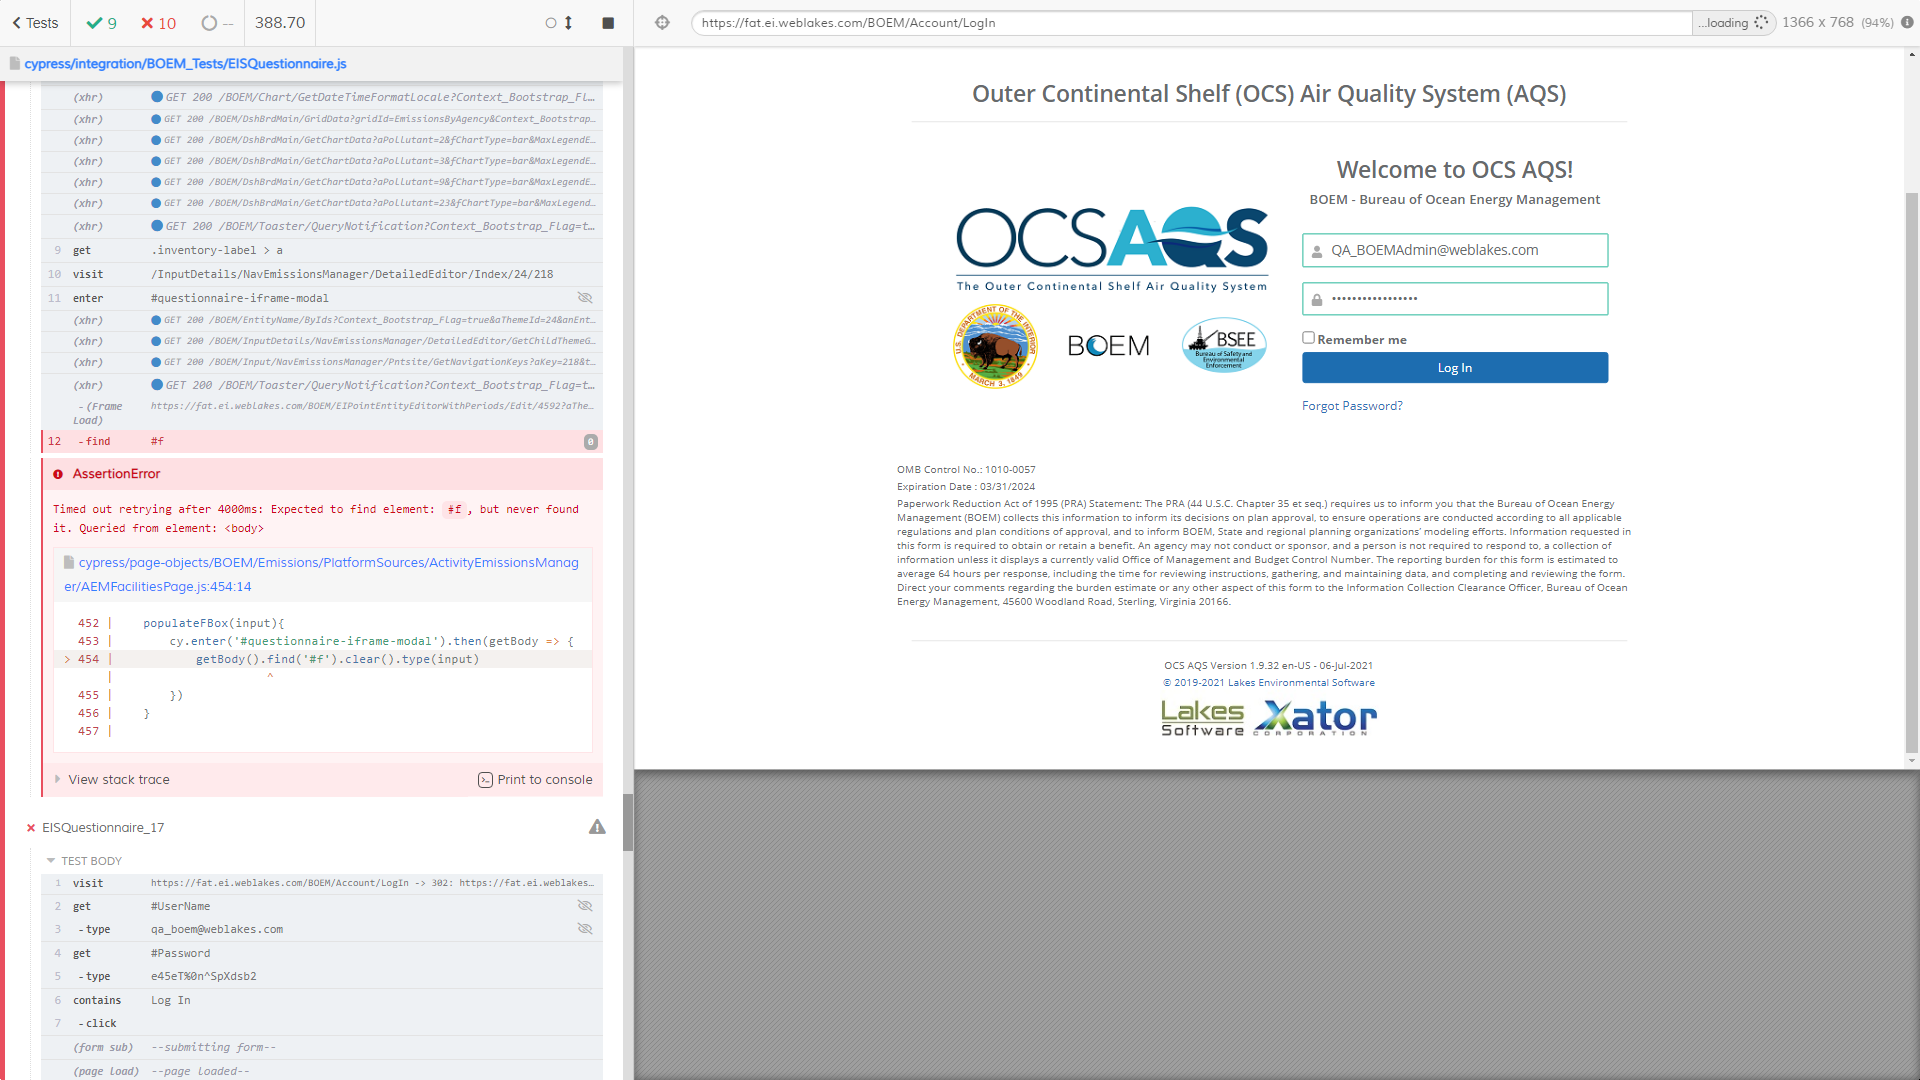 Tests
9
10
--
388.70
cypress/integration/BOEM_Tests/EISQuestionnaire.js
(xhr) GET 200 /BOEM/Chart/GetDateTimeFormatLocale?Context_Bootstrap_Fl...
(xhr) GET 200 /BOEM/DshBrdMain/GridData?gridId=EmissionsByAgency&Context_Bootstrap...
(xhr) GET 200 /BOEM/DshBrdMain/GetChartData?aPollutant=2&fChartType=bar&MaxLegendE...
(xhr) GET 200 /BOEM/DshBrdMain/GetChartData?aPollutant=3&fChartType=bar&MaxLegendE...
(xhr) GET 200 /BOEM/DshBrdMain/GetChartData?aPollutant=9&fChartType=bar&MaxLegendE...
(xhr) GET 200 /BOEM/DshBrdMain/GetChartData?aPollutant=23&fChartType=bar&MaxLegend...
(xhr) GET 200 /BOEM/Toaster/QueryNotification?Context_Bootstrap_Flag=t...
9 get .inventory-label > a
10 visit /InputDetails/NavEmissionsManager/DetailedEditor/Index/24/218
11 enter #questionnaire-iframe-modal
(xhr) GET 200 /BOEM/EntityName/ByIds?Context_Bootstrap_Flag=true&aThemeId=24&anEnt...
(xhr) GET 200 /BOEM/InputDetails/NavEmissionsManager/DetailedEditor/GetChildThemeG...
(xhr) GET 200 /BOEM/Input/NavEmissionsManager/Pntsite/GetNavigationKeys?aKey=218&t...
(xhr) GET 200 /BOEM/Toaster/QueryNotification?Context_Bootstrap_Flag=t...
-(Frame Load) https://fat.ei.weblakes.com/BOEM/EIPointEntityEditorWithPeriods/Edit/4592?aThe...
12 -find #f 0
AssertionError
Timed out retrying after 4000ms: Expected to find element: #f, but never found
it. Queried from element: <body>
cypress/page-objects/BOEM/Emissions/PlatformSources/ActivityEmissionsManag
er/AEMFacilitiesPage.js:454:14
452 | populateFBox(input){
453 | cy.enter('#questionnaire-iframe-modal').then(getBody => {
> 454 | getBody().find('#f').clear().type(input)
| ^
455 | })
456 | }
457 |
View stack trace
Print to console
EISQuestionnaire_17
TEST BODY
1 visit https://fat.ei.weblakes.com/BOEM/Account/LogIn -> 302: https://fat.ei.weblakes...
2 get #UserName
3 -type qa_boem@weblakes.com
4 get #Password
5 -type e45eT%0n^SpXdsb2
6 contains Log In
7 -click
(form sub) --submitting form--
(page load) --page loaded--
https://fat.ei.weblakes.com/BOEM/Account/LogIn
...loading
1366 x 768 (94%)
Outer Continental Shelf (OCS) Air Quality System (AQS)
OCSAQS
The Outer Continental Shelf Air Quality System
U.S. DEPARTMENT OF THE INTERIOR
MARCH 3, 1849
BOEM
BSEE
Bureau of Safety and
Environmental
Enforcement
Welcome to OCS AQS!
BOEM - Bureau of Ocean Energy Management
QA_BOEMAdmin@weblakes.com
•••••••••••••••••
Remember me
Log In
Forgot Password?
OMB Control No.: 1010-0057
Expiration Date : 03/31/2024
Paperwork Reduction Act of 1995 (PRA) Statement: The PRA (44 U.S.C. Chapter 35 et seq.) requires us to inform you that the Bureau of Ocean Energy
Management (BOEM) collects this information to inform its decisions on plan approval, to ensure operations are conducted according to all applicable
regulations and plan conditions of approval, and to inform BOEM, State and regional planning organizations' modeling efforts. Information requested in
this form is required to obtain or retain a benefit. An agency may not conduct or sponsor, and a person is not required to respond to, a collection of
information unless it displays a currently valid Office of Management and Budget Control Number. The reporting burden for this form is estimated to
average 64 hours per response, including the time for reviewing instructions, gathering, and maintaining data, and completing and reviewing the form.
Direct your comments regarding the burden estimate or any other aspect of this form to the Information Collection Clearance Officer, Bureau of Ocean
Energy Management, 45600 Woodland Road, Sterling, Virginia 20166.
OCS AQS Version 1.9.32 en-US - 06-Jul-2021
© 2019-2021 Lakes Environmental Software
Lakes
Software
Xator
CORPORATION